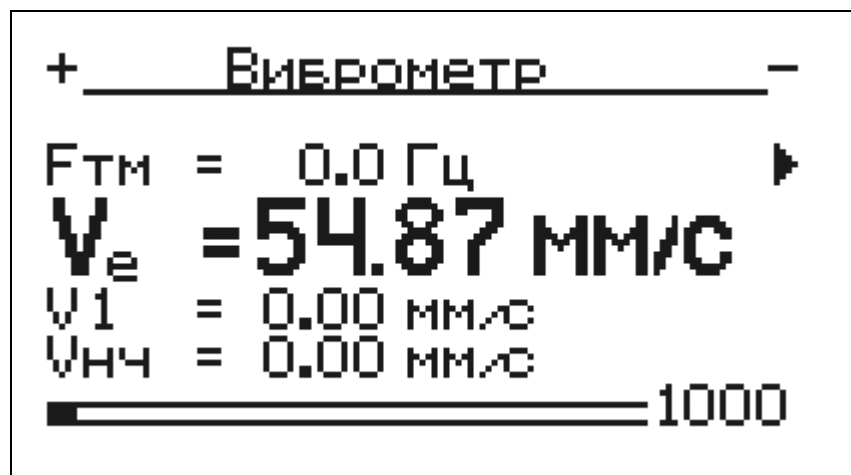 + Виброметр −
Fтм = 0.0 Гц
Ve = 54.87 мм/с
V1 = 0.00 мм/с
Vнч = 0.00 мм/с
1000